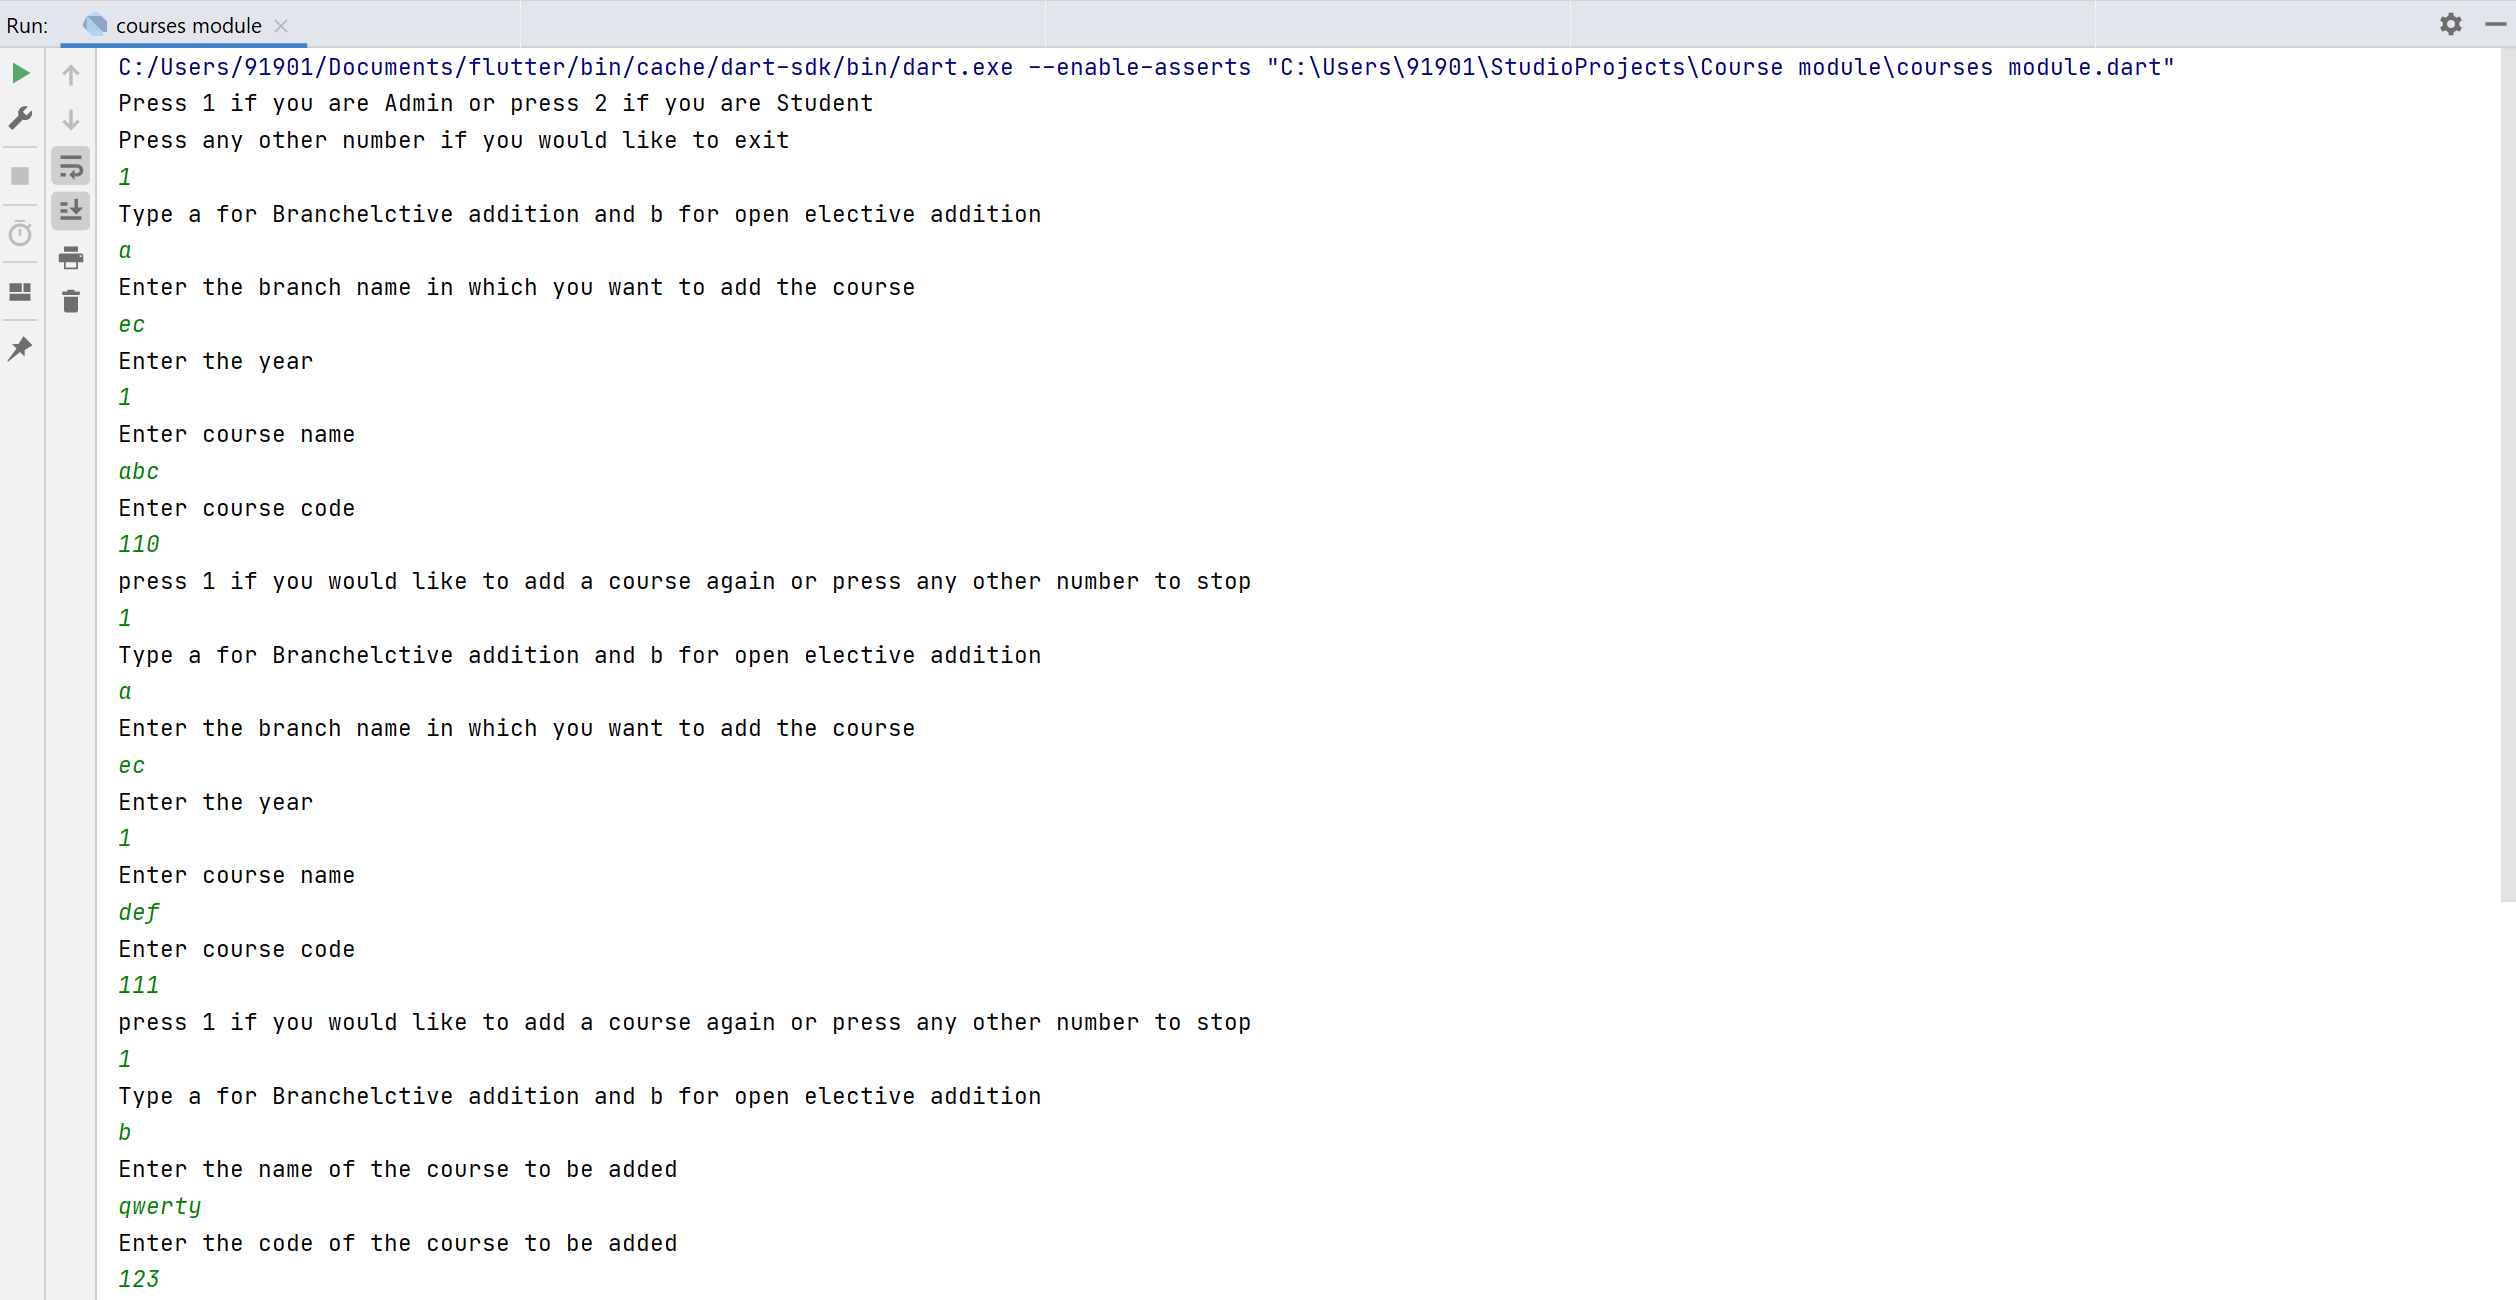 Run: courses module
C:/Users/91901/Documents/flutter/bin/cache/dart-sdk/bin/dart.exe --enable-asserts "C:\Users\91901\StudioProjects\Course module\courses module.dart"
Press 1 if you are Admin or press 2 if you are Student
Press any other number if you would like to exit
1
Type a for Branchelctive addition and b for open elective addition
a
Enter the branch name in which you want to add the course
ec
Enter the year
1
Enter course name
abc
Enter course code
110
press 1 if you would like to add a course again or press any other number to stop
1
Type a for Branchelctive addition and b for open elective addition
a
Enter the branch name in which you want to add the course
ec
Enter the year
1
Enter course name
def
Enter course code
111
press 1 if you would like to add a course again or press any other number to stop
1
Type a for Branchelctive addition and b for open elective addition
b
Enter the name of the course to be added
qwerty
Enter the code of the course to be added
123